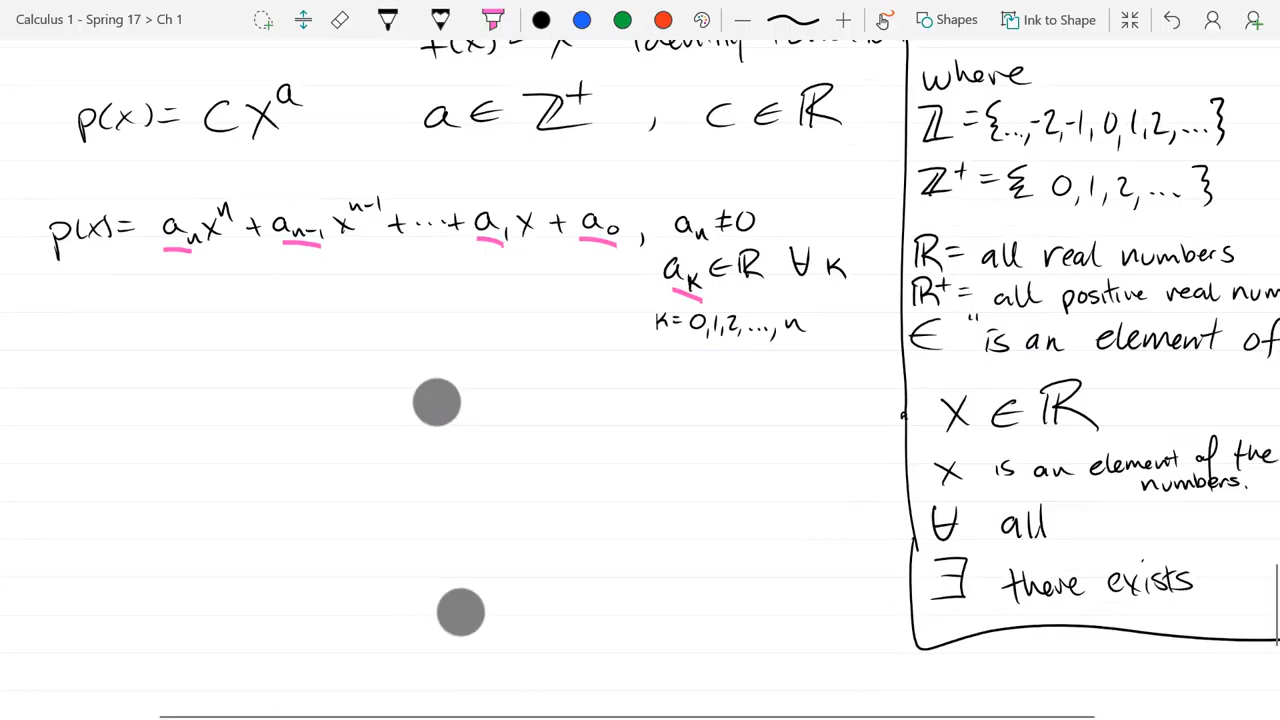 Calculus 1 - Spring 17 > Ch 1
Shapes
Ink to Shape
f(x) = x identity
p(x) = c x^a a ∈ ℤ^+ , c ∈ ℝ
p(x) = a_n x^n + a_{n-1} x^{n-1} + ... + a_1 x + a_0 , a_n ≠ 0
a_k ∈ ℝ ∀ k
k = 0, 1, 2, ..., n
where
ℤ = {..., -2, -1, 0, 1, 2, ...}
ℤ^+ = { 0, 1, 2, ... }
ℝ = all real numbers
ℝ^+ = all positive real num
∈ "is an element of
x ∈ ℝ
x is an element of the
numbers.
∀ all
∃ there exists